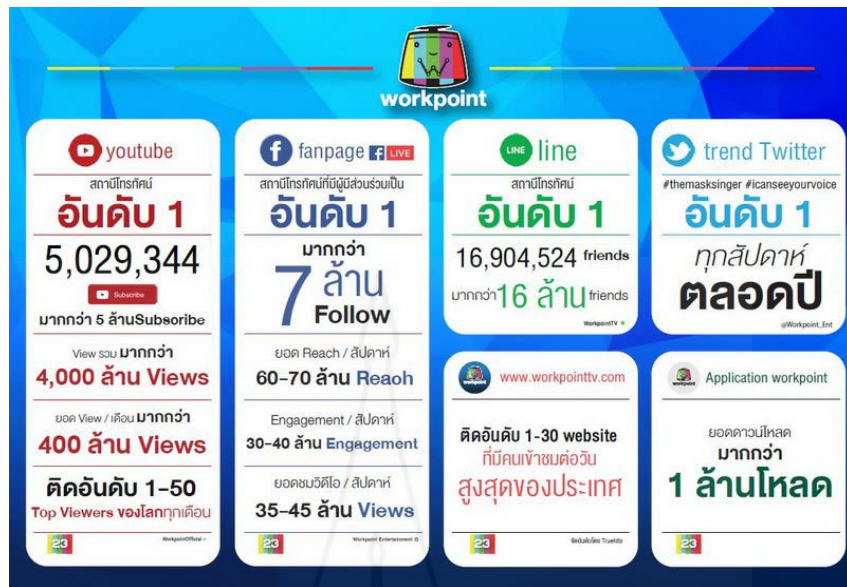 workpoint
youtube
สถานีโทรทัศน์
อันดับ 1
5,029,344
Subscribe
มากกว่า 5 ล้านSubsoribe
View รวม มากกว่า
4,000 ล้าน Views
ยอด View / เดือน มากกว่า
400 ล้าน Views
ติดอันดับ 1-50
Top Viewers ของโลกทุกเดือน
23
WorkpointOfficial
fanpage f LIVE
สถานีโทรทัศน์ที่มีผู้มีส่วนร่วมเป็น
อันดับ 1
มากกว่า
7 ล้าน
Follow
ยอด Reach / สัปดาห์
60-70 ล้าน Reaoh
Engagement / สัปดาห์
30-40 ล้าน Engagement
ยอดชมวิดีโอ / สัปดาห์
35-45 ล้าน Views
23
Workpoint Entertainment
LINE line
สถานีโทรทัศน์
อันดับ 1
16,904,524 friends
มากกว่า 16 ล้าน friends
WorkpointTV
trend Twitter
#themasksinger #icanseeyourvoice
อันดับ 1
ทุกสัปดาห์
ตลอดปี
@Workpoint_Ent
www.workpointtv.com
ติดอันดับ 1-30 website
ที่มีคนเข้าชมต่อวัน
สูงสุดของประเทศ
23
จัดอันดับโดย Truehits
Application workpoint
ยอดดาวน์โหลด
มากกว่า
1 ล้านโหลด
23